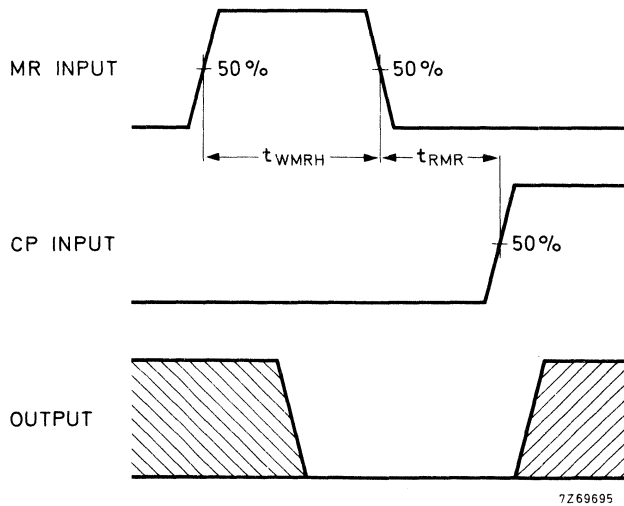 MR INPUT
50%
50%
tWMRH
tRMR
CP INPUT
50%
OUTPUT
7Z69695